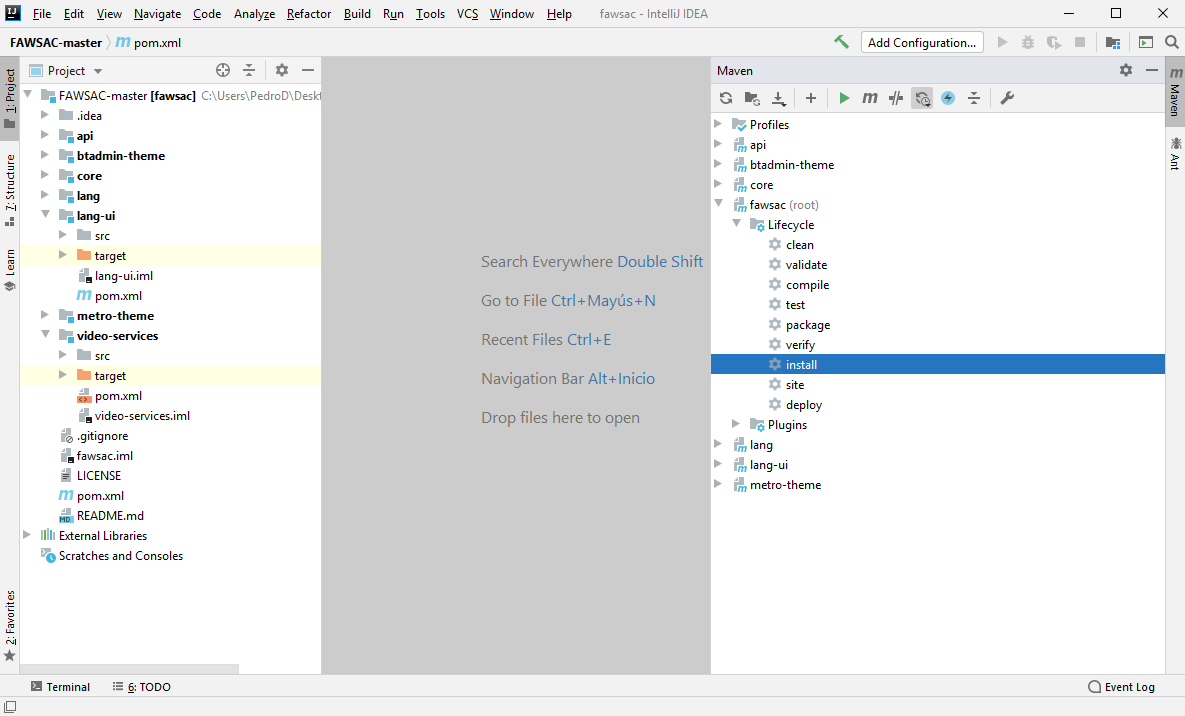 IJ File Edit View Navigate Code Analyze Refactor Build Run Tools VCS Window Help fawsac - IntelliJ IDEA
FAWSAC-master m pom.xml Add Configuration...
1: Project
7: Structure
Learn
2: Favorites
Project
FAWSAC-master [fawsac] C:\Users\PedroD\Deskt
.idea
api
btadmin-theme
core
lang
lang-ui
src
target
lang-ui.iml
m pom.xml
metro-theme
video-services
src
target
pom.xml
video-services.iml
.gitignore
fawsac.iml
LICENSE
m pom.xml
MD README.md
External Libraries
Scratches and Consoles
Search Everywhere Double Shift
Go to File Ctrl+Mayús+N
Recent Files Ctrl+E
Navigation Bar Alt+Inicio
Drop files here to open
Maven
m
Profiles
api
btadmin-theme
core
fawsac (root)
Lifecycle
clean
validate
compile
test
package
verify
install
site
deploy
Plugins
lang
lang-ui
metro-theme
m Maven
Ant
Terminal 6: TODO Event Log